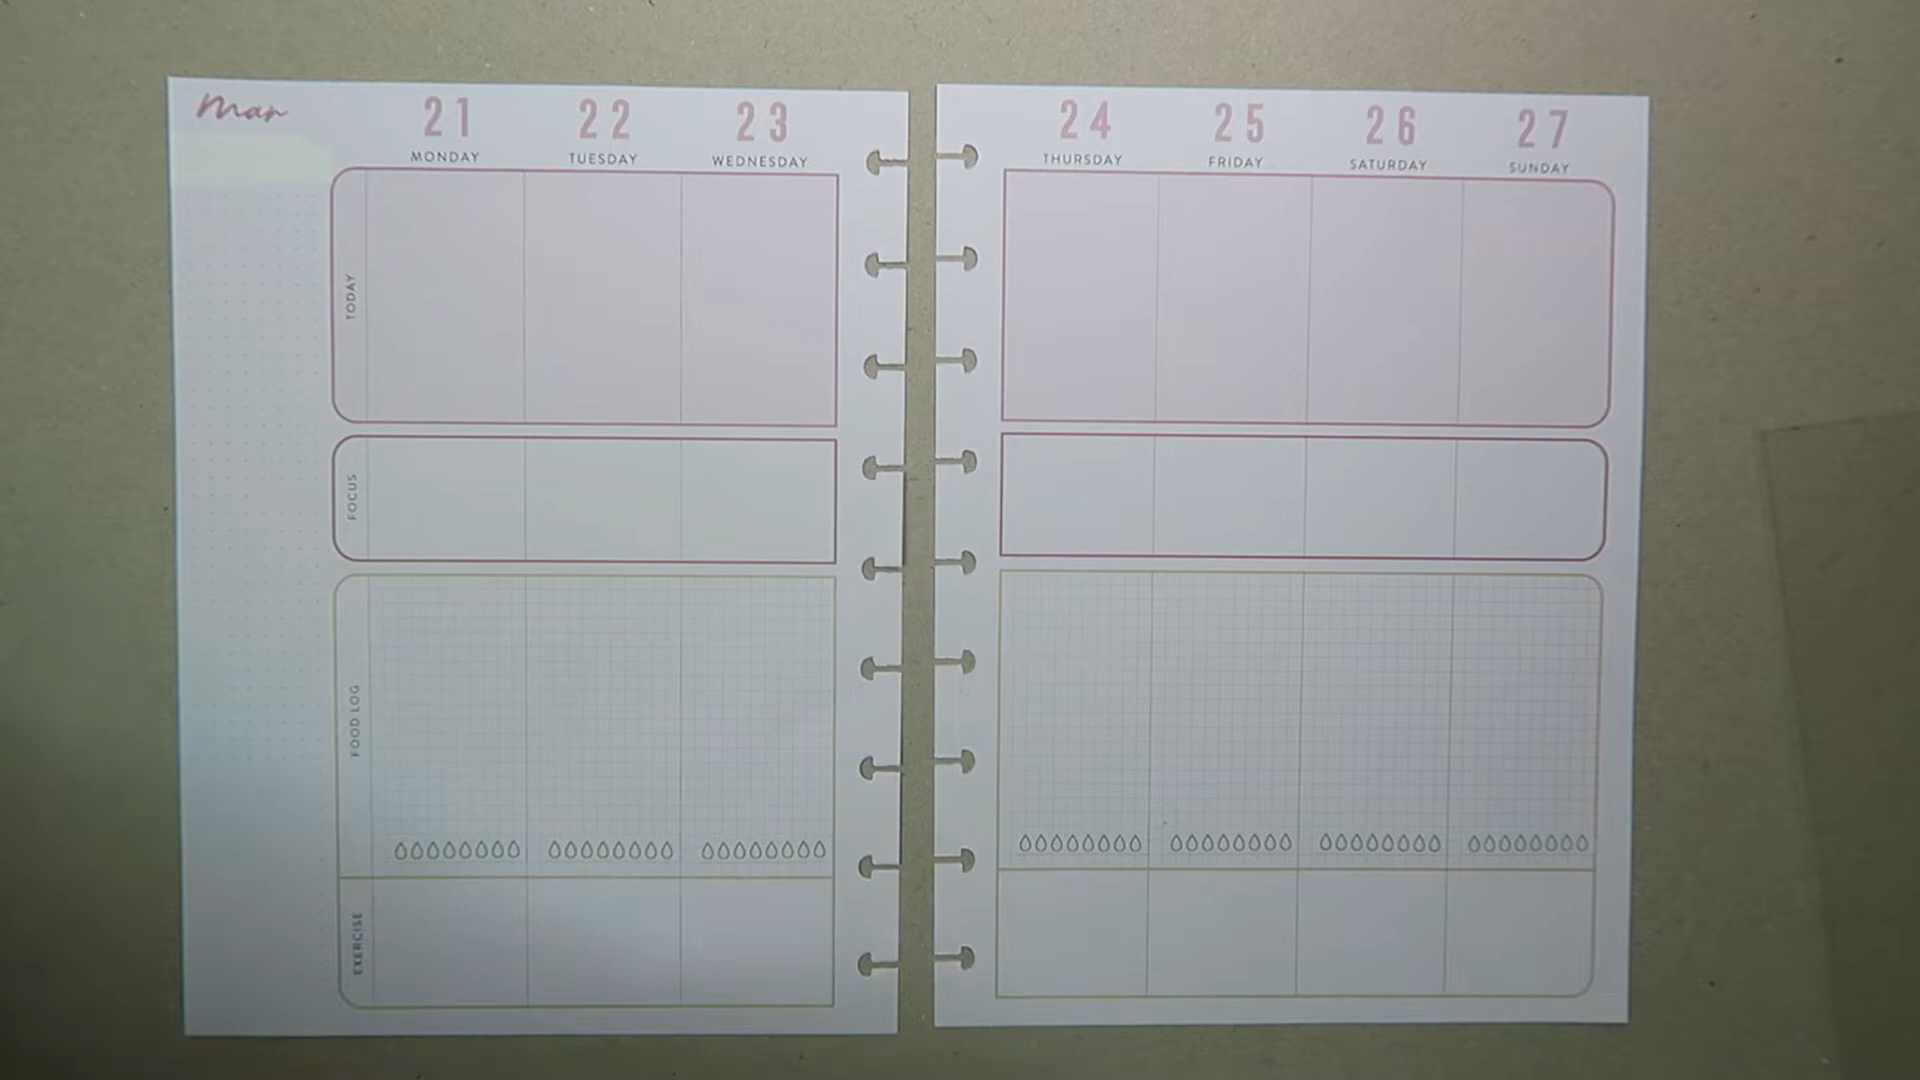 Mar
21 22 23
MONDAY TUESDAY WEDNESDAY
TODAY
FOCUS
FOOD LOG
EXERCISE
24 25 26 27
THURSDAY FRIDAY SATURDAY SUNDAY